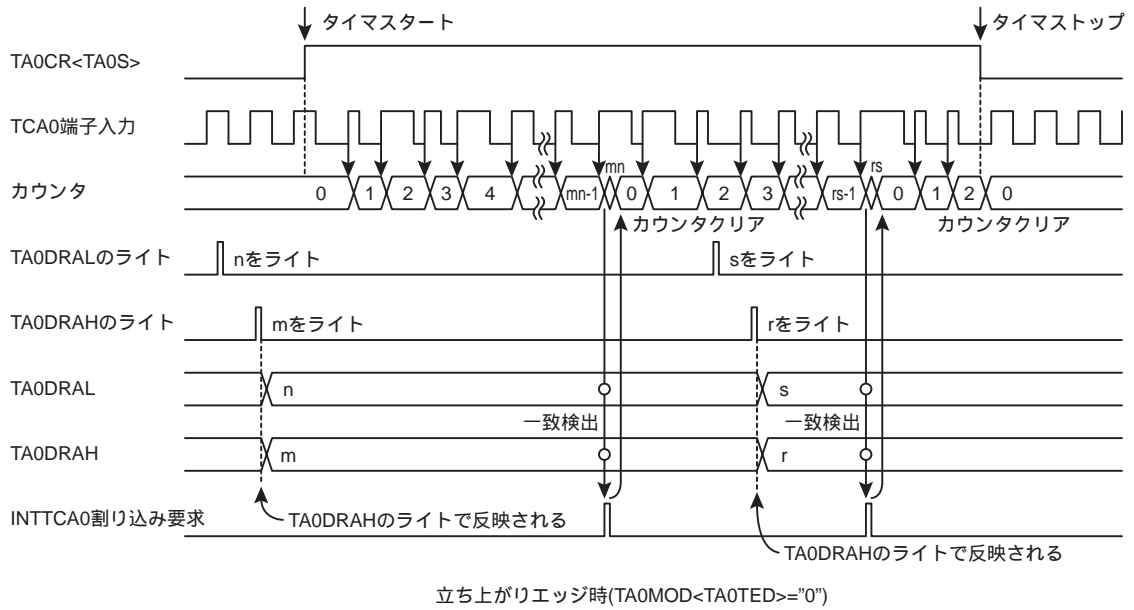 タイマスタート
タイマストップ
TA0CR<TA0S>
TCA0端子入力
カウンタ
0 1 2 3 4 mn-1 mn 0 1 2 3 rs-1 rs 0 1 2 0
カウンタクリア
カウンタクリア
TA0DRALのライト
nをライト
sをライト
TA0DRAHのライト
mをライト
rをライト
TA0DRAL
n
s
一致検出
一致検出
TA0DRAH
m
r
INTTCA0割り込み要求
TA0DRAHのライトで反映される
TA0DRAHのライトで反映される
立ち上がりエッジ時(TA0MOD<TA0TED>="0")